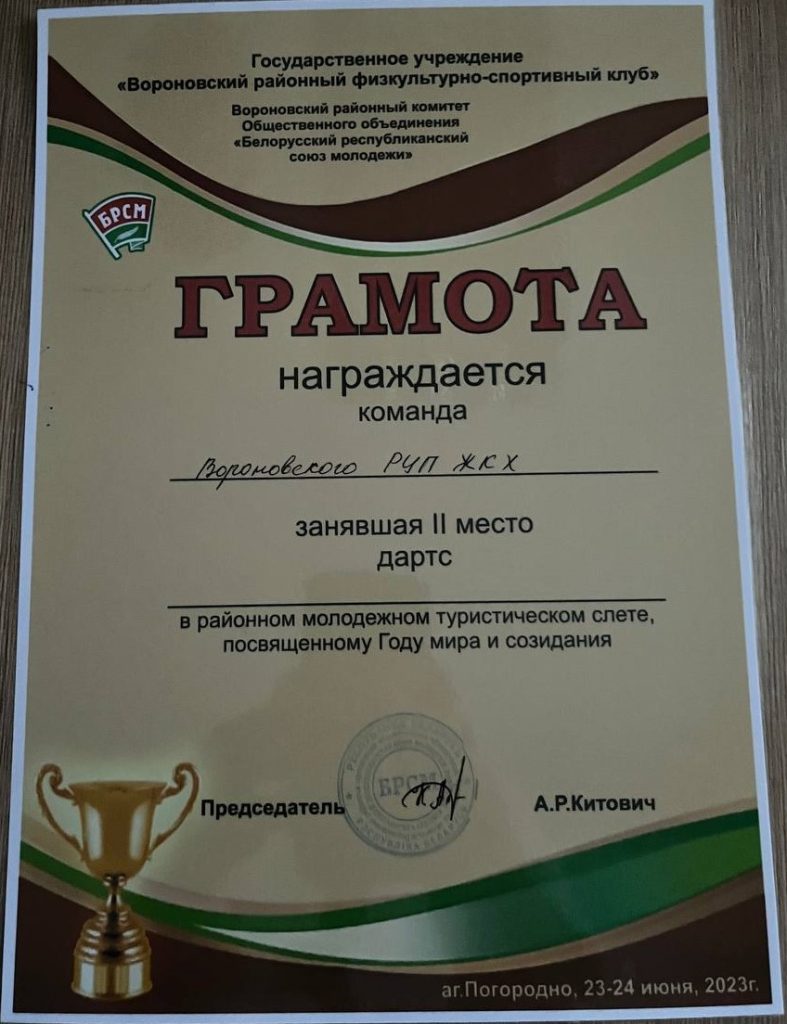 Государственное учреждение
«Вороновский районный физкультурно-спортивный клуб»
Вороновский районный комитет
Общественного объединения
«Белорусский республиканский
союз молодежи»
БРСМ
ГРАМОТА
награждается
команда
Вороновского РУП ЖКХ
занявшая II место
дартс
в районном молодежном туристическом слете,
посвященному Году мира и созидания
БРСМ
Председатель
А.Р.Китович
аг.Погородно, 23-24 июня, 2023г.